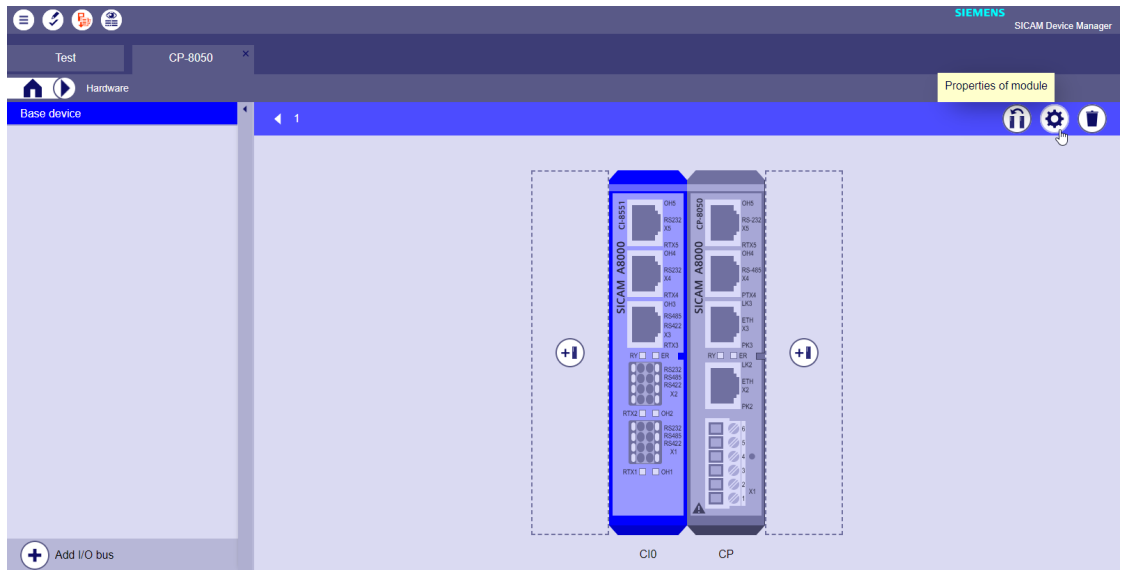 SIEMENS
SICAM Device Manager
Test
CP-8050
×
Hardware
Properties of module
Base device
1
CI-8551
SICAM A8000
OH5
RS232
X5
RTX5
OH4
RS232
X4
RTX4
OH3
RS485
RS422
X3
RTX3
RY
ER
RS232
RS485
RS422
X2
RTX2
OH2
RS232
RS485
RS422
X1
RTX1
OH1
CP-8050
SICAM A8000
OH5
RS-232
X5
RTX5
OH4
RS-485
X4
PTX4
LK3
ETH
X3
PK3
RY
ER
LK2
ETH
X2
PK2
6
5
4
3
2
X1
1
Add I/O bus
CI0
CP